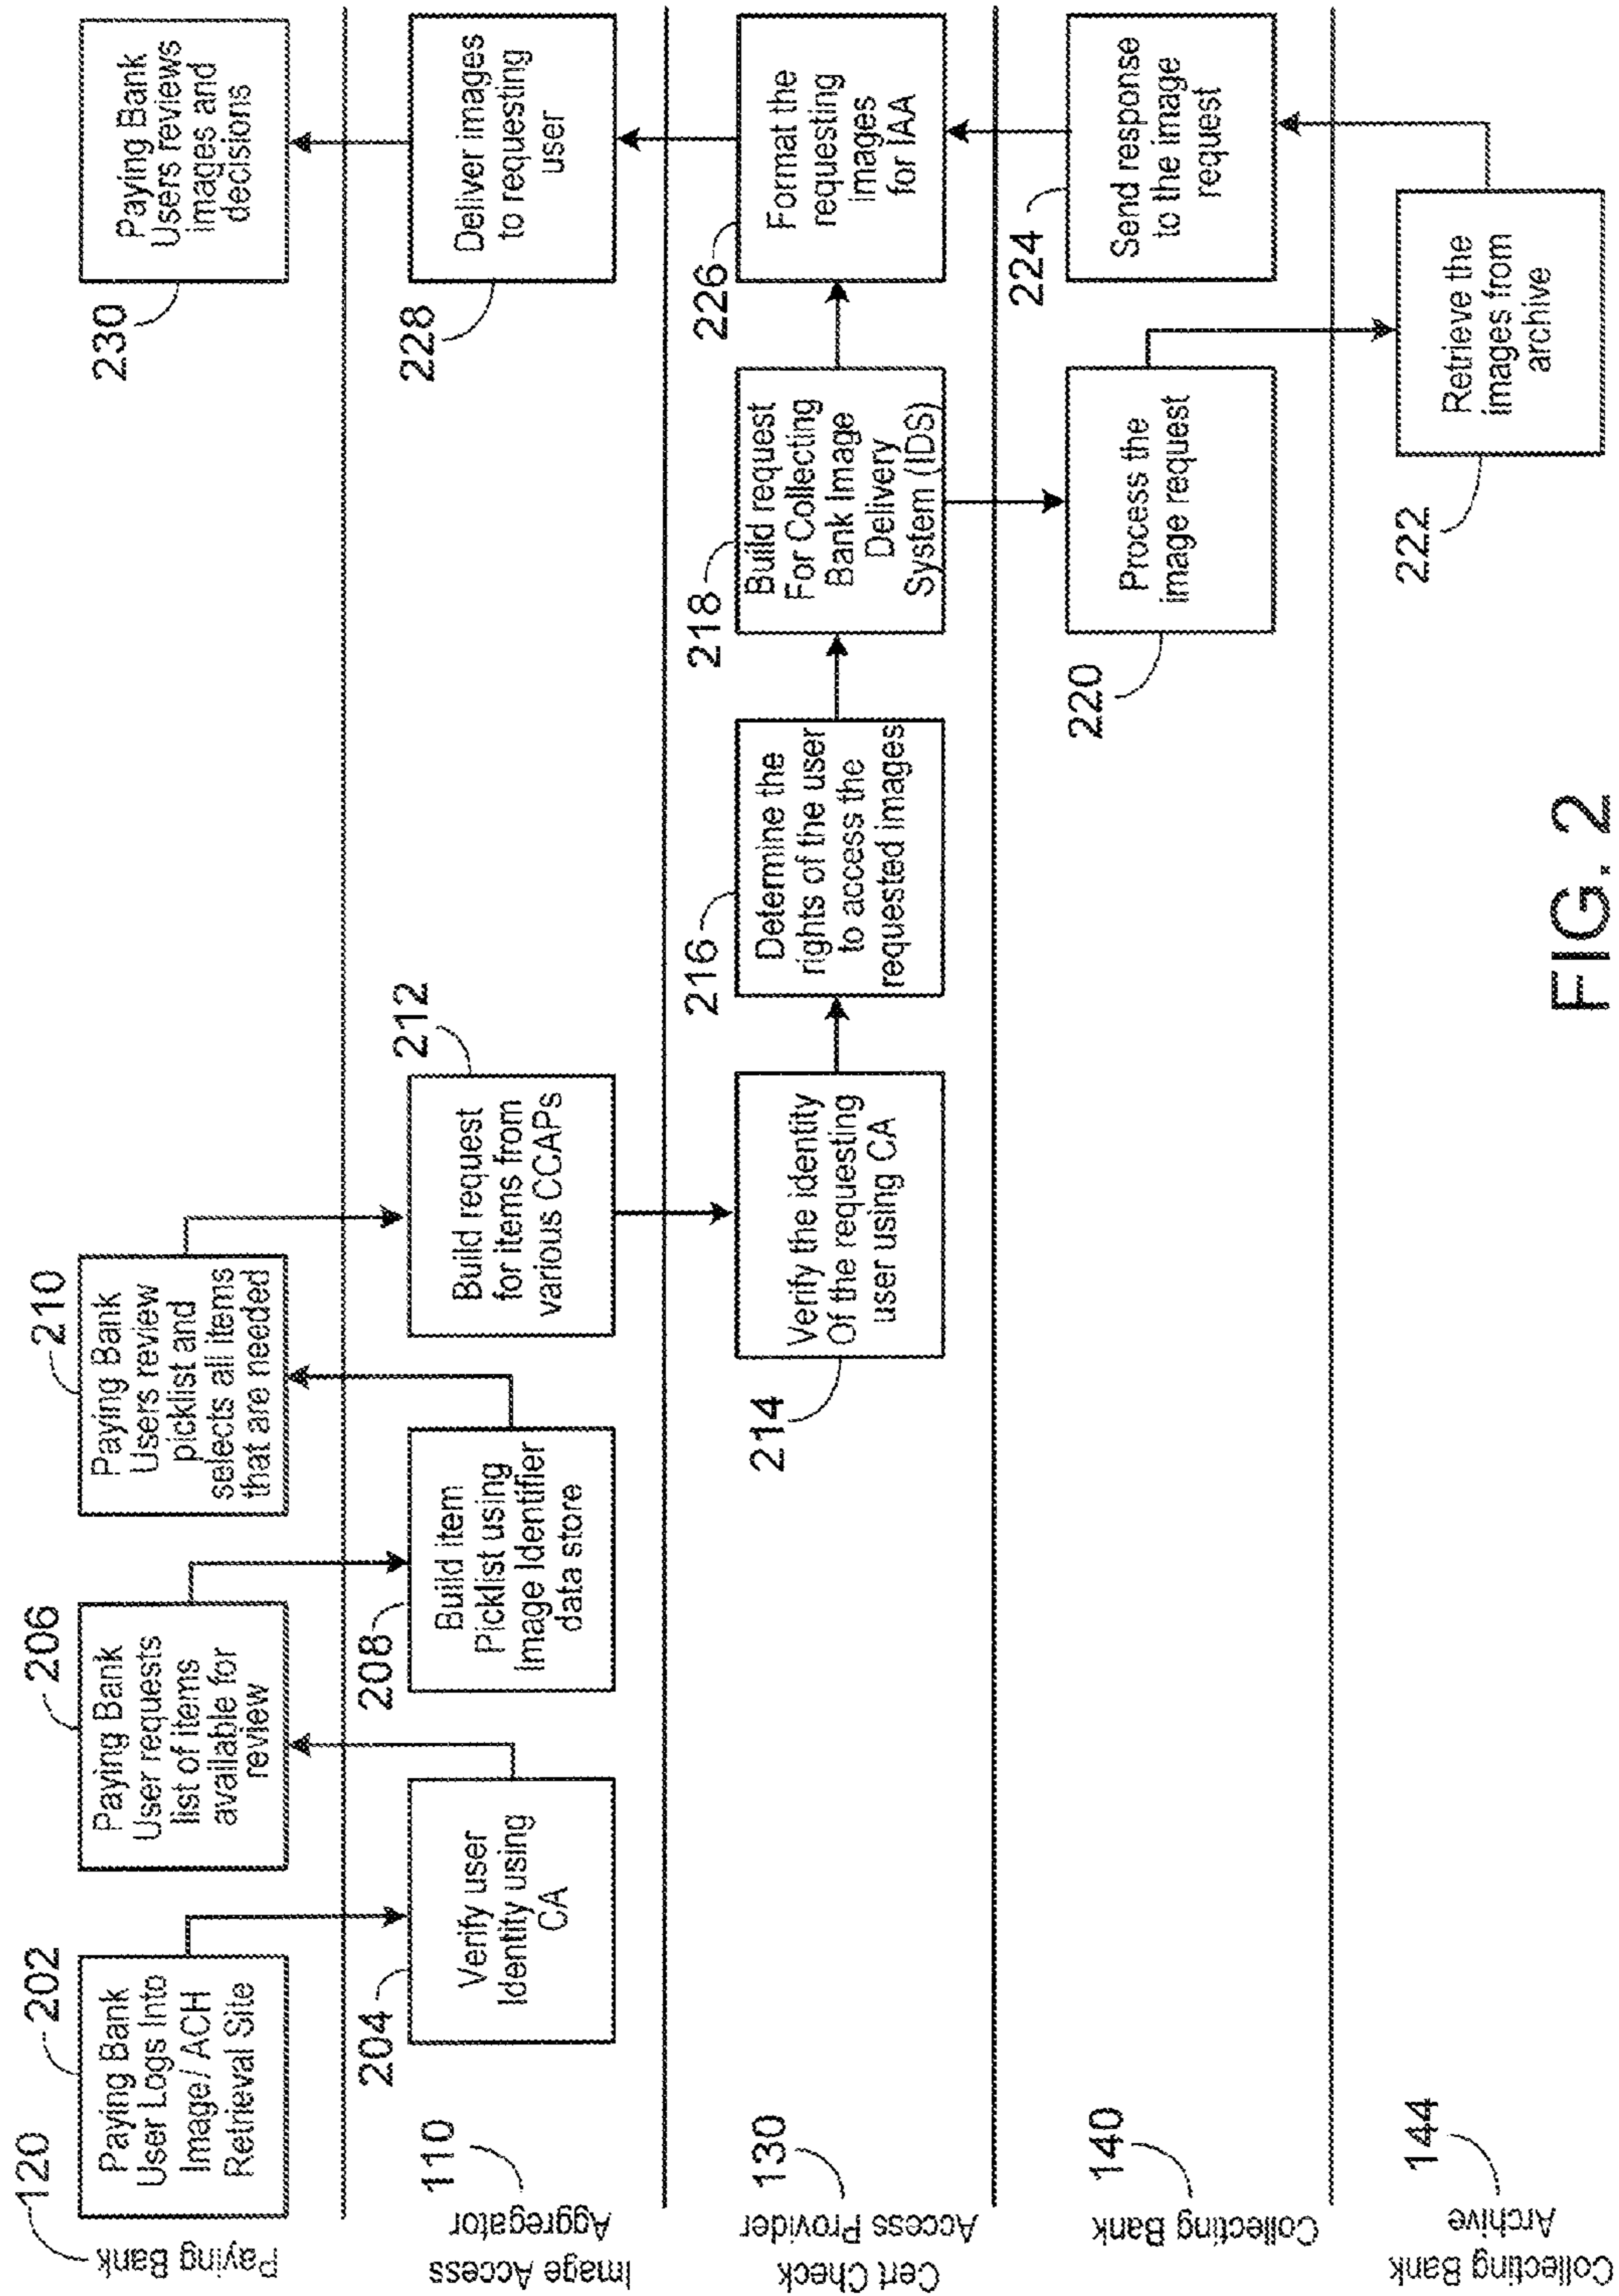 120
Paying Bank
202
Paying Bank
User Logs Into
Image/ ACH
Retrieval Site
206
Paying Bank
User requests
list of items
available for
review
210
Paying Bank
Users review
picklist and
selects all items
that are needed
230
Paying Bank
Users reviews
images and
decisions
110
Image Access
Aggregator
204
Verify user
Identity using
CA
208
Build item
Picklist using
Image Identifier
data store
212
Build request
for items from
various CCAPs
228
Deliver images
to requesting
user
130
Cert Check
Access Provider
214
Verify the identity
Of the requesting
user using CA
216
Determine the
rights of the user
to access the
requested images
218
Build request
For Collecting
Bank Image
Delivery
System (IDS)
226
Format the
requesting
images
for IAA
140
Collecting Bank
220
Process the
image request
224
Send response
to the image
request
144
Collecting Bank
Archive
222
Retrieve the
images from
archive
FIG. 2